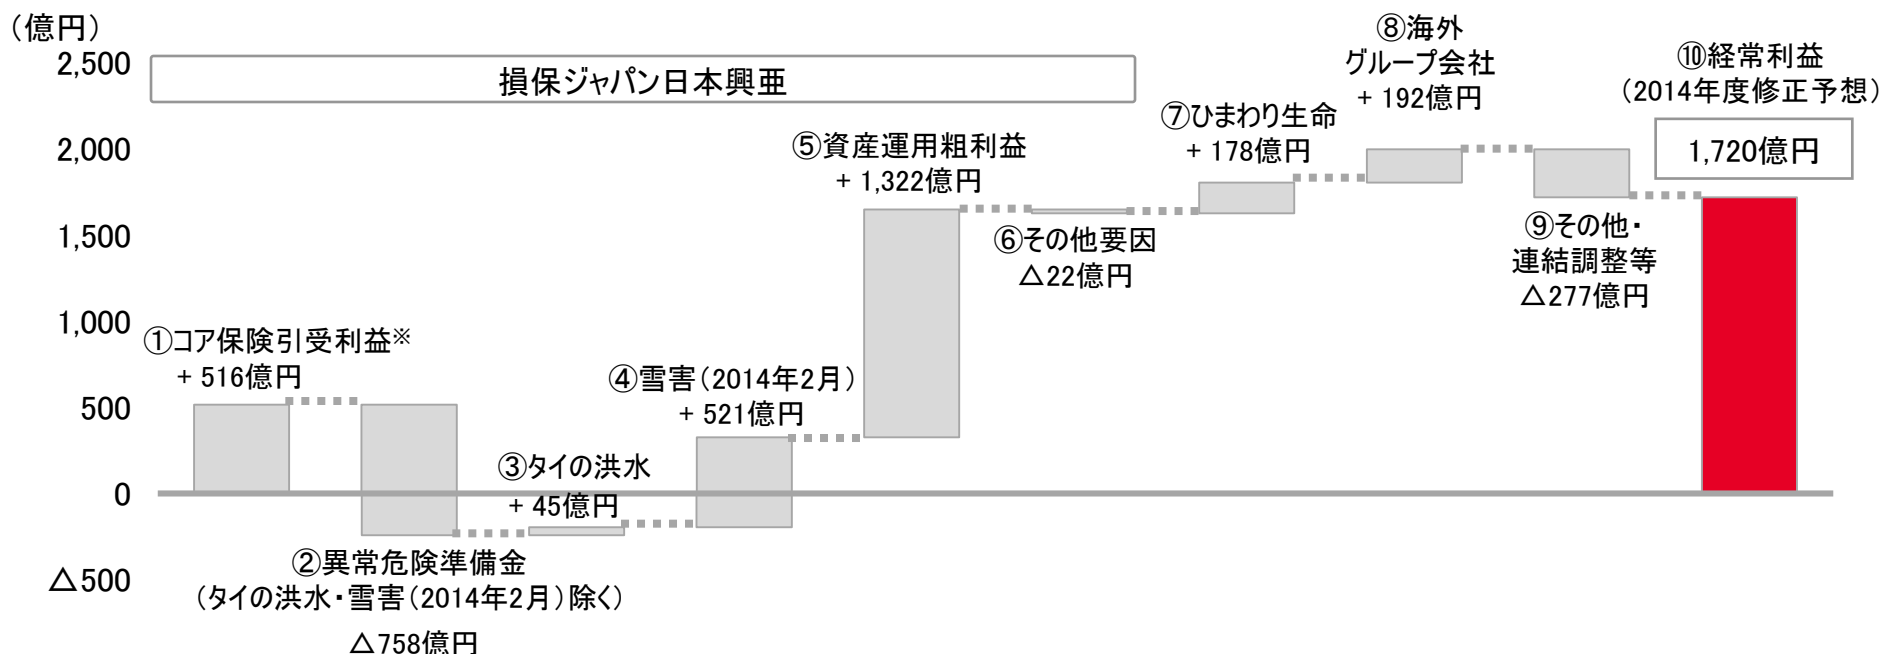 （億円）
2,500
2,000
1,500
1,000
500
0
△500
損保ジャパン日本興亜
①コア保険引受利益※
+ 516億円
②異常危険準備金
（タイの洪水・雪害（2014年2月）除く）
△758億円
③タイの洪水
+ 45億円
④雪害（2014年2月）
+ 521億円
⑤資産運用粗利益
+ 1,322億円
⑥その他要因
△22億円
⑦ひまわり生命
+ 178億円
⑧海外
グループ会社
+ 192億円
⑨その他・
連結調整等
△277億円
⑩経常利益
（2014年度修正予想）
1,720億円